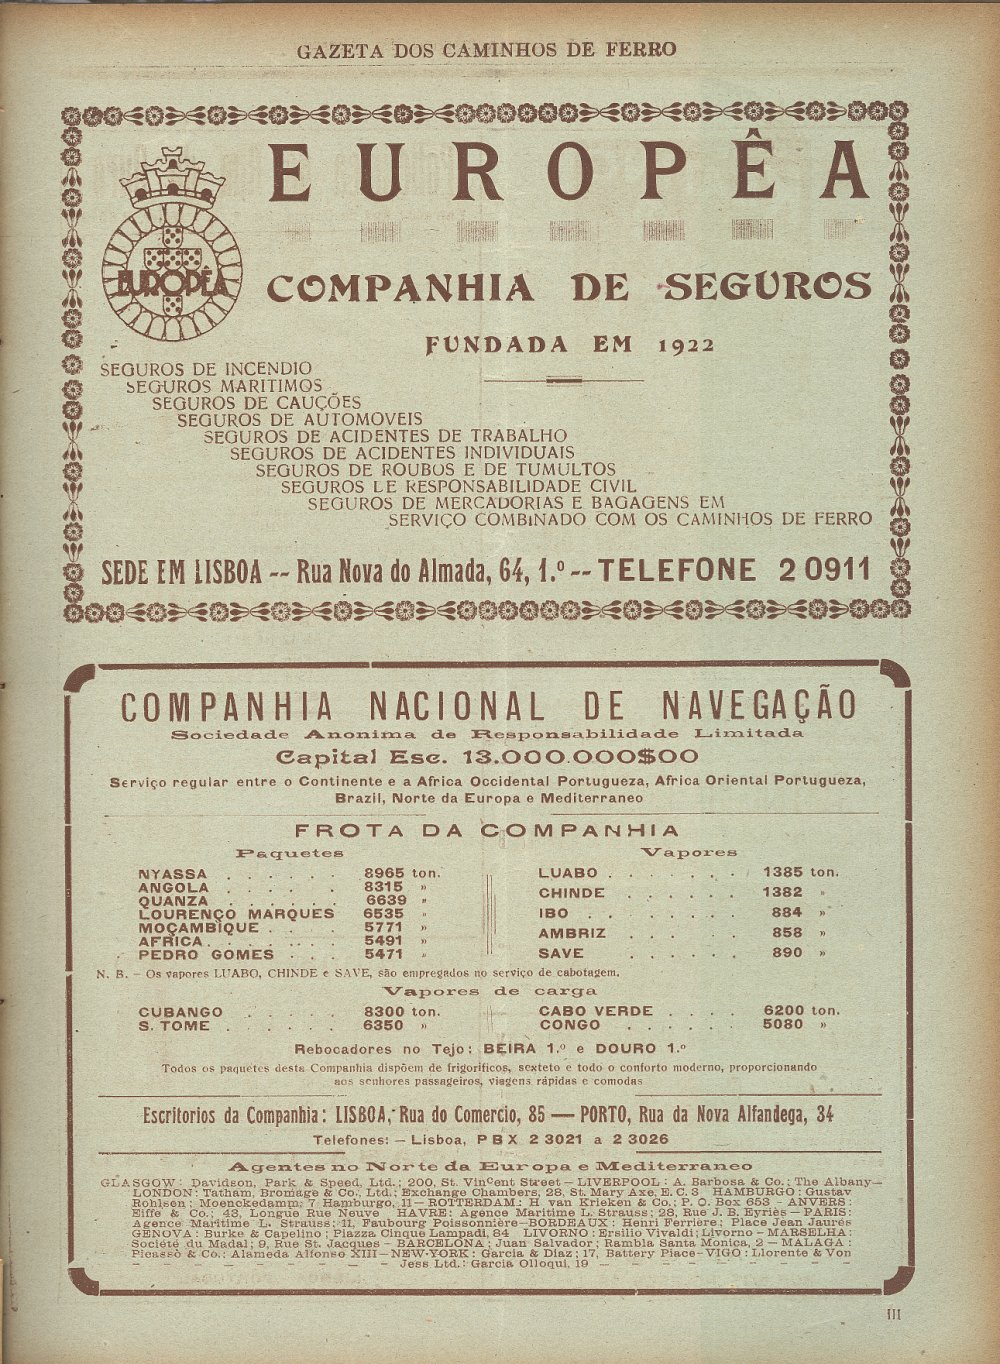 GAZETA DOS CAMINHOS DE FERRO
EUROPÊA
EUROPÊA
COMPANHIA DE SEGUROS
FUNDADA EM 1922
SEGUROS DE INCENDIO
SEGUROS MARITIMOS
SEGUROS DE CAUÇÕES
SEGUROS DE AUTOMOVEIS
SEGUROS DE ACIDENTES DE TRABALHO
SEGUROS DE ACIDENTES INDIVIDUAIS
SEGUROS DE ROUBOS E DE TUMULTOS
SEGUROS DE RESPONSABILIDADE CIVIL
SEGUROS DE MERCADORIAS E BAGAGENS EM
SERVIÇO COMBINADO COM OS CAMINHOS DE FERRO
SEDE EM LISBOA -- Rua Nova do Almada, 64, 1.º -- TELEFONE 2 0911
COMPANHIA NACIONAL DE NAVEGAÇÃO
Sociedade Anonima de Responsabilidade Limitada
Capital Esc. 13.000.000$00
Serviço regular entre o Continente e a Africa Occidental Portugueza, Africa Oriental Portugueza,
Brazil, Norte da Europa e Mediterraneo
FROTA DA COMPANHIA
Paquetes
NYASSA . . . . . . 8965 ton.
ANGOLA . . . . . . 8315 »
QUANZA . . . . . . 6639 »
LOURENÇO MARQUES 6535 »
MOÇAMBIQUE . . . . 5771 »
AFRICA . . . . . . 5491 »
PEDRO GOMES . . . 5471 »
Vapores
LUABO . . . . . . . 1385 ton.
CHINDE . . . . . . 1382 »
IBO . . . . . . . 884 »
AMBRIZ . . . . . . 858 »
SAVE . . . . . . 890 »
N. B. — Os vapores LUABO, CHINDE e SAVE, são empregados no serviço de cabotagem.
Vapores de carga
CUBANGO . . . . . 8300 ton.
S. TOME . . . . . 6350 »
CABO VERDE . . . . 6200 ton.
CONGO . . . . . . 5080 »
Rebocadores no Tejo: BEIRA 1.º e DOURO 1.º
Todos os paquetes desta Companhia dispõem de frigorificos, sexteto e todo o conforto moderno, proporcionando
aos senhores passageiros, viagens rápidas e comodas
Escritorios da Companhia: LISBOA, Rua do Comercio, 85 — PORTO, Rua da Nova Alfandega, 34
Telefones: — Lisboa, PBX 2 3021 a 2 3026
Agentes no Norte da Europa e Mediterraneo
GLASGOW: Davidson, Park & Speed, Ltd.; 200, St. Vincent Street — LIVERPOOL: A. Barbosa & Co.; The Albany—
LONDON: Tatham, Bromage & Co., Ltd.; Exchange Chambers, 28, St. Mary Axe, E. C. 3 HAMBURGO: Gustav
Rohlsen; Moenckedamm, 7 Hamburgo, 11 — ROTTERDAM: H. van Krieken & Co.; P. O. Box 653 - ANVERS:
Eiffe & Co.; 43, Longue Rue Neuve HAVRE: Agence Maritime L. Strauss; 28, Rue J. B. Eyriès — PARIS:
Agence Maritime L. Strauss; 11, Faubourg Poissonnière—BORDEAUX: Henri Ferrière; Place Jean Jaurés
GENOVA: Burke & Capelino; Piazza Cinque Lampadi, 84 LIVORNO: Ersilio Vivaldi; Livorno — MARSELHA:
Société du Madal; 9, Rue St. Jacques — BARCELONA; Juan Salvador; Rambla Santa Monica, 2 — MALAGA:
Picasso & Co.; Alameda Alfonso XIII — NEW-YORK: Garcia & Diaz; 17, Battery Place - VIGO: Llorente & Von
Jess Ltd.: Garcia Olloqui, 19
III